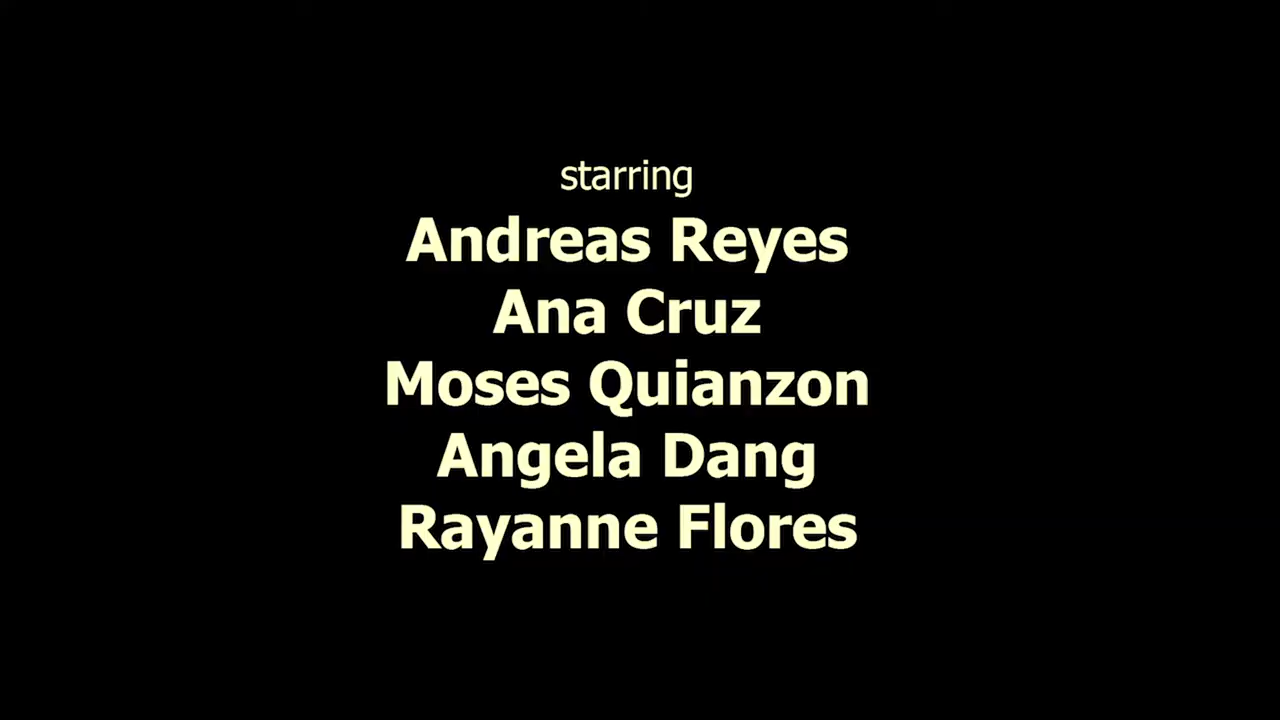 starring
Andreas Reyes
Ana Cruz
Moses Quianzon
Angela Dang
Rayanne Flores